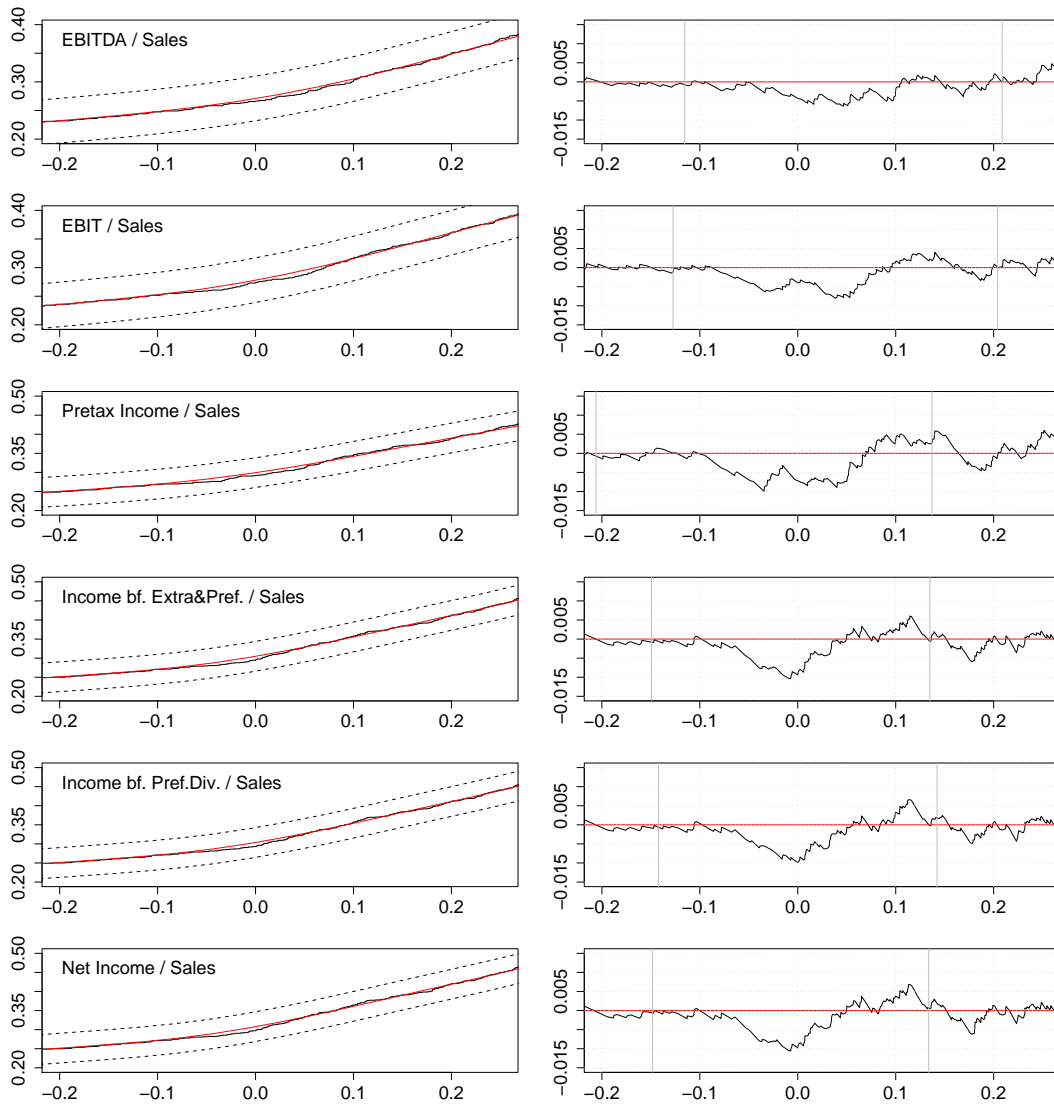 EBITDA / Sales
0.20 0.30 0.40
−0.2 −0.1 0.0 0.1 0.2
−0.015 0.005
−0.2 −0.1 0.0 0.1 0.2
EBIT / Sales
0.20 0.30 0.40
−0.2 −0.1 0.0 0.1 0.2
−0.015 0.005
−0.2 −0.1 0.0 0.1 0.2
Pretax Income / Sales
0.20 0.35 0.50
−0.2 −0.1 0.0 0.1 0.2
−0.015 0.005
−0.2 −0.1 0.0 0.1 0.2
Income bf. Extra&Pref. / Sales
0.20 0.35 0.50
−0.2 −0.1 0.0 0.1 0.2
−0.015 0.005
−0.2 −0.1 0.0 0.1 0.2
Income bf. Pref.Div. / Sales
0.20 0.35 0.50
−0.2 −0.1 0.0 0.1 0.2
−0.015 0.005
−0.2 −0.1 0.0 0.1 0.2
Net Income / Sales
0.20 0.35 0.50
−0.2 −0.1 0.0 0.1 0.2
−0.015 0.005
−0.2 −0.1 0.0 0.1 0.2